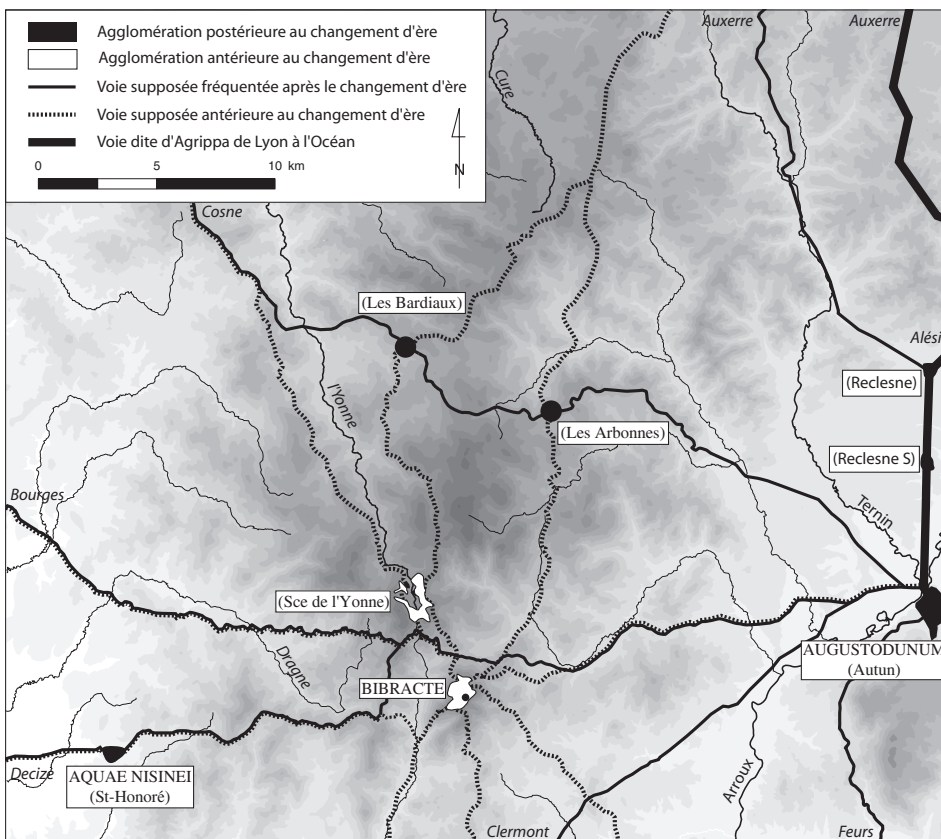 Agglomération postérieure au changement d'ère
Agglomération antérieure au changement d'ère
Voie supposée fréquentée après le changement d'ère
Voie supposée antérieure au changement d'ère
Voie dite d'Agrippa de Lyon à l'Océan
0 5 10 km
N
Cure
Auxerre
Auxerre
Cosne
(Les Bardiaux)
Alési
(Reclesne)
l'Yonne
(Les Arbonnes)
(Reclesne S)
Bourges
Ternin
(Sce de l'Yonne)
Dragne
BIBRACTE
AUGUSTODUNUM
(Autun)
Decize
AQUAE NISINEI
(St-Honoré)
Arroux
Clermont
Feurs